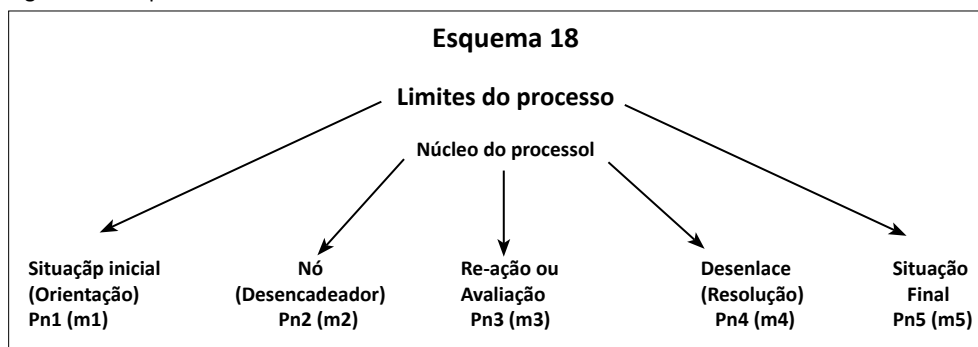 Esquema 18
Limites do processo
Núcleo do processol
Situaçãp inicial
(Orientação)
Pn1 (m1)
Nó
(Desencadeador)
Pn2 (m2)
Re-ação ou
Avaliação
Pn3 (m3)
Desenlace
(Resolução)
Pn4 (m4)
Situação
Final
Pn5 (m5)